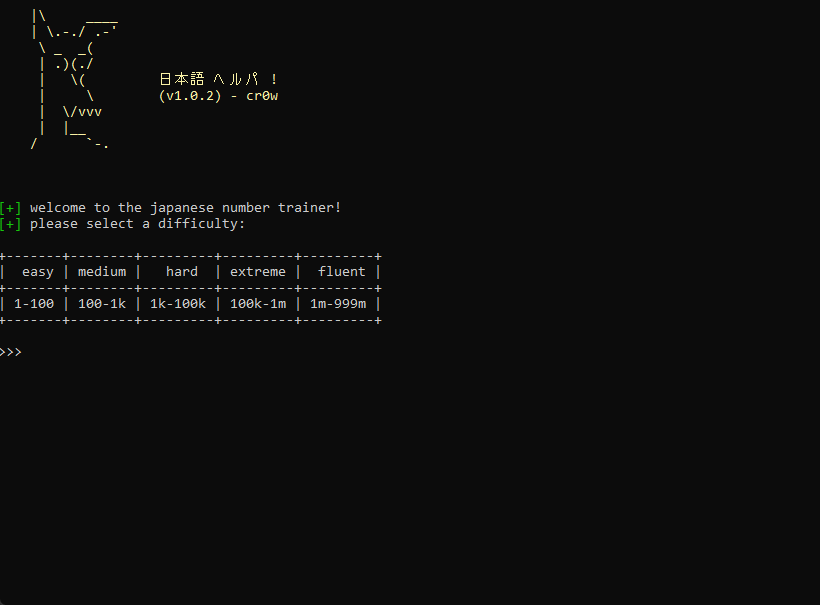 日本語 ヘルパ !
(v1.0.2) - cr0w
[+] welcome to the japanese number trainer!
[+] please select a difficulty:
+-------+--------+---------+---------+---------+
|  easy | medium |   hard  | extreme |  fluent |
+-------+--------+---------+---------+---------+
| 1-100 | 100-1k | 1k-100k | 100k-1m | 1m-999m |
+-------+--------+---------+---------+---------+
>>>